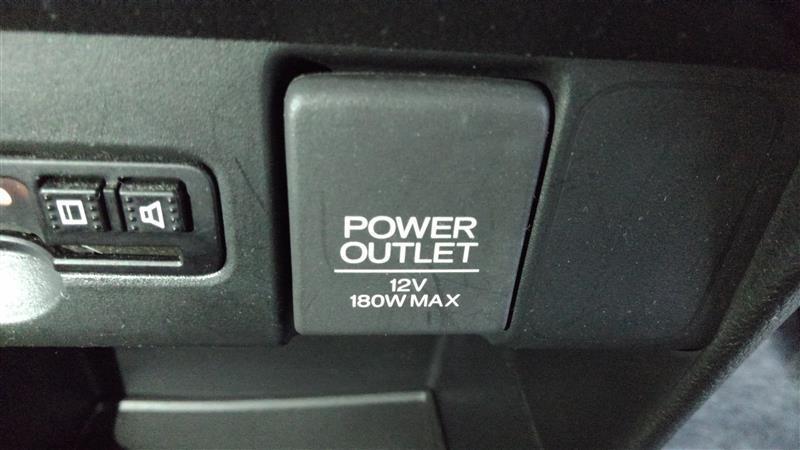 POWER
OUTLET
12V
180W MAX